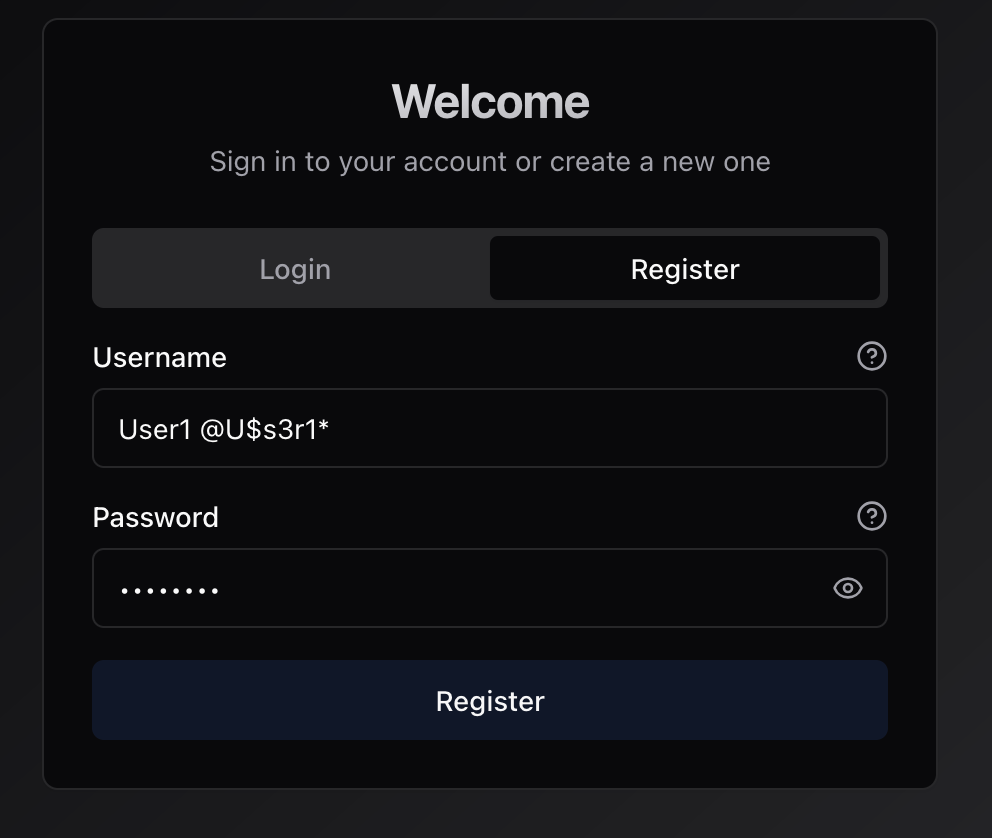 Welcome
Sign in to your account or create a new one
Login
Register
Username
User1 @U$s3r1*
Password
••••••••
Register